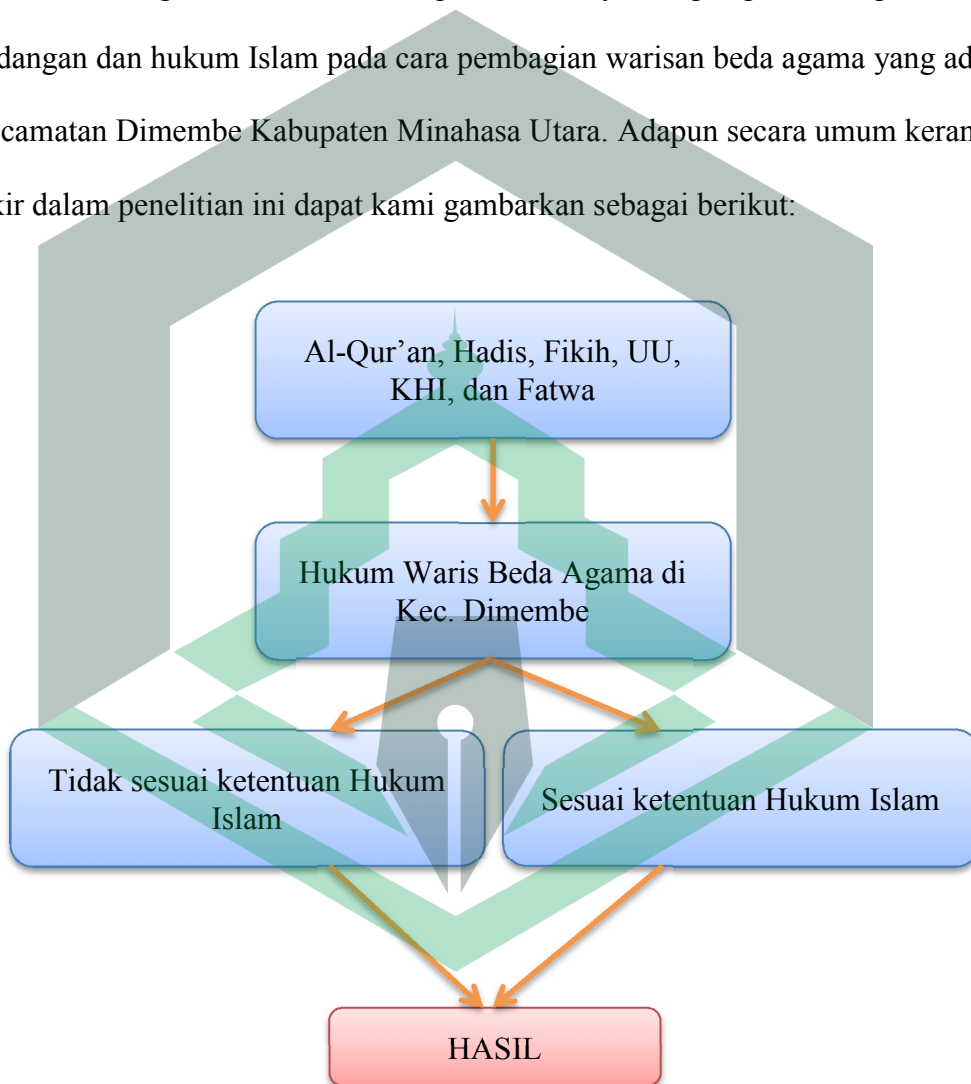 dangan dan hukum Islam pada cara pembagian warisan beda agama yang ad
camatan Dimembe Kabupaten Minahasa Utara. Adapun secara umum keran
kir dalam penelitian ini dapat kami gambarkan sebagai berikut:
Al-Qur’an, Hadis, Fikih, UU,
KHI, dan Fatwa
Hukum Waris Beda Agama di
Kec. Dimembe
Tidak sesuai ketentuan Hukum
Islam
Sesuai ketentuan Hukum Islam
HASIL